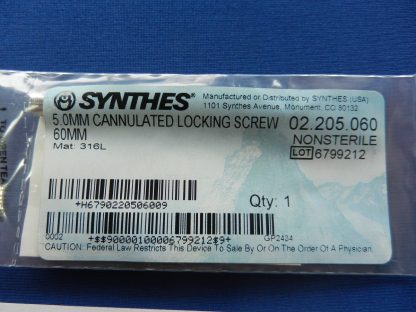 SYNTHES®
Manufactured or Distributed by SYNTHES (USA)
1101 Synthes Avenue, Monument, CO 80132
5.0MM CANNULATED LOCKING SCREW
60MM
Mat: 316L
02.205.060
NONSTERILE
LOT 6799212
*H6790220506009
Qty: 1
0002
+$$90000100006799212$9+
GP2434
CAUTION: Federal Law Restricts This Device To Sale By Or On The Order Of A Physician.